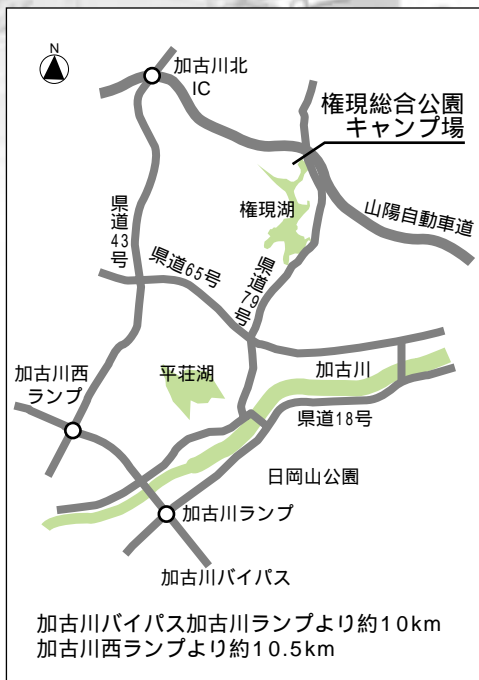 N
加古川北
IC
権現総合公園
キャンプ場
権現湖
山陽自動車道
県道43号
県道65号
県道79号
加古川西
ランプ
平荘湖
加古川
県道18号
日岡山公園
加古川ランプ
加古川バイパス
加古川バイパス加古川ランプより約10km
加古川西ランプより約10.5km